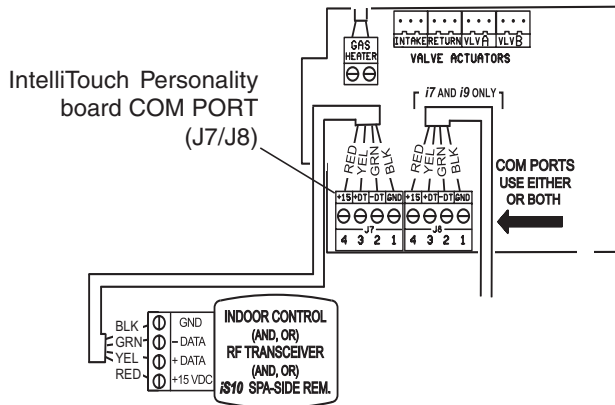 GAS
HEATER
INTAKE RETURN VLV A VLV B
VALVE ACTUATORS
IntelliTouch Personality
board COM PORT
(J7/J8)
i7 AND i9 ONLY
RED YEL GRN BLK
RED YEL GRN BLK
COM PORTS
USE EITHER
OR BOTH
+15 +DT -DT GND
+15 +DT -DT GND
J7
J8
4 3 2 1
4 3 2 1
BLK GND
GRN – DATA
YEL + DATA
RED +15 VDC
INDOOR CONTROL
(AND, OR)
RF TRANSCEIVER
(AND, OR)
iS10 SPA-SIDE REM.